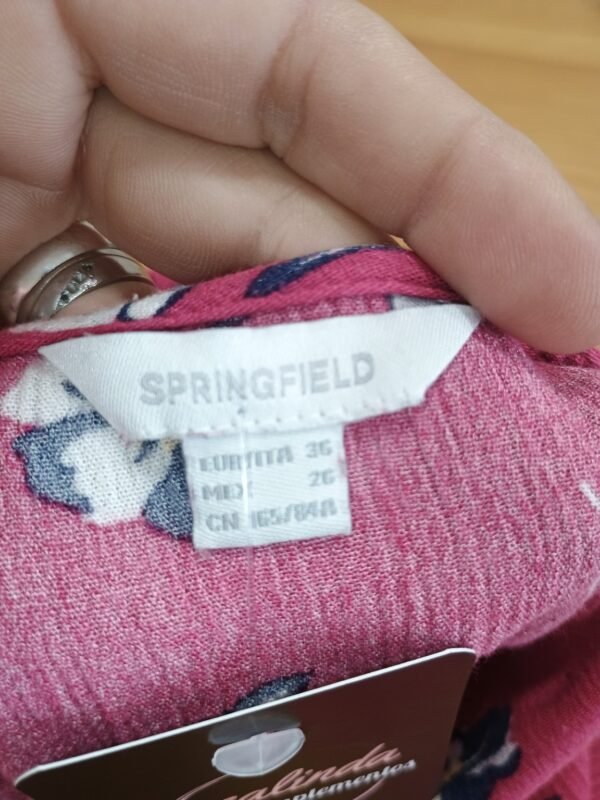 SPRINGFIELD
EUR/ITA 36
MEX 26
CN 165/84A